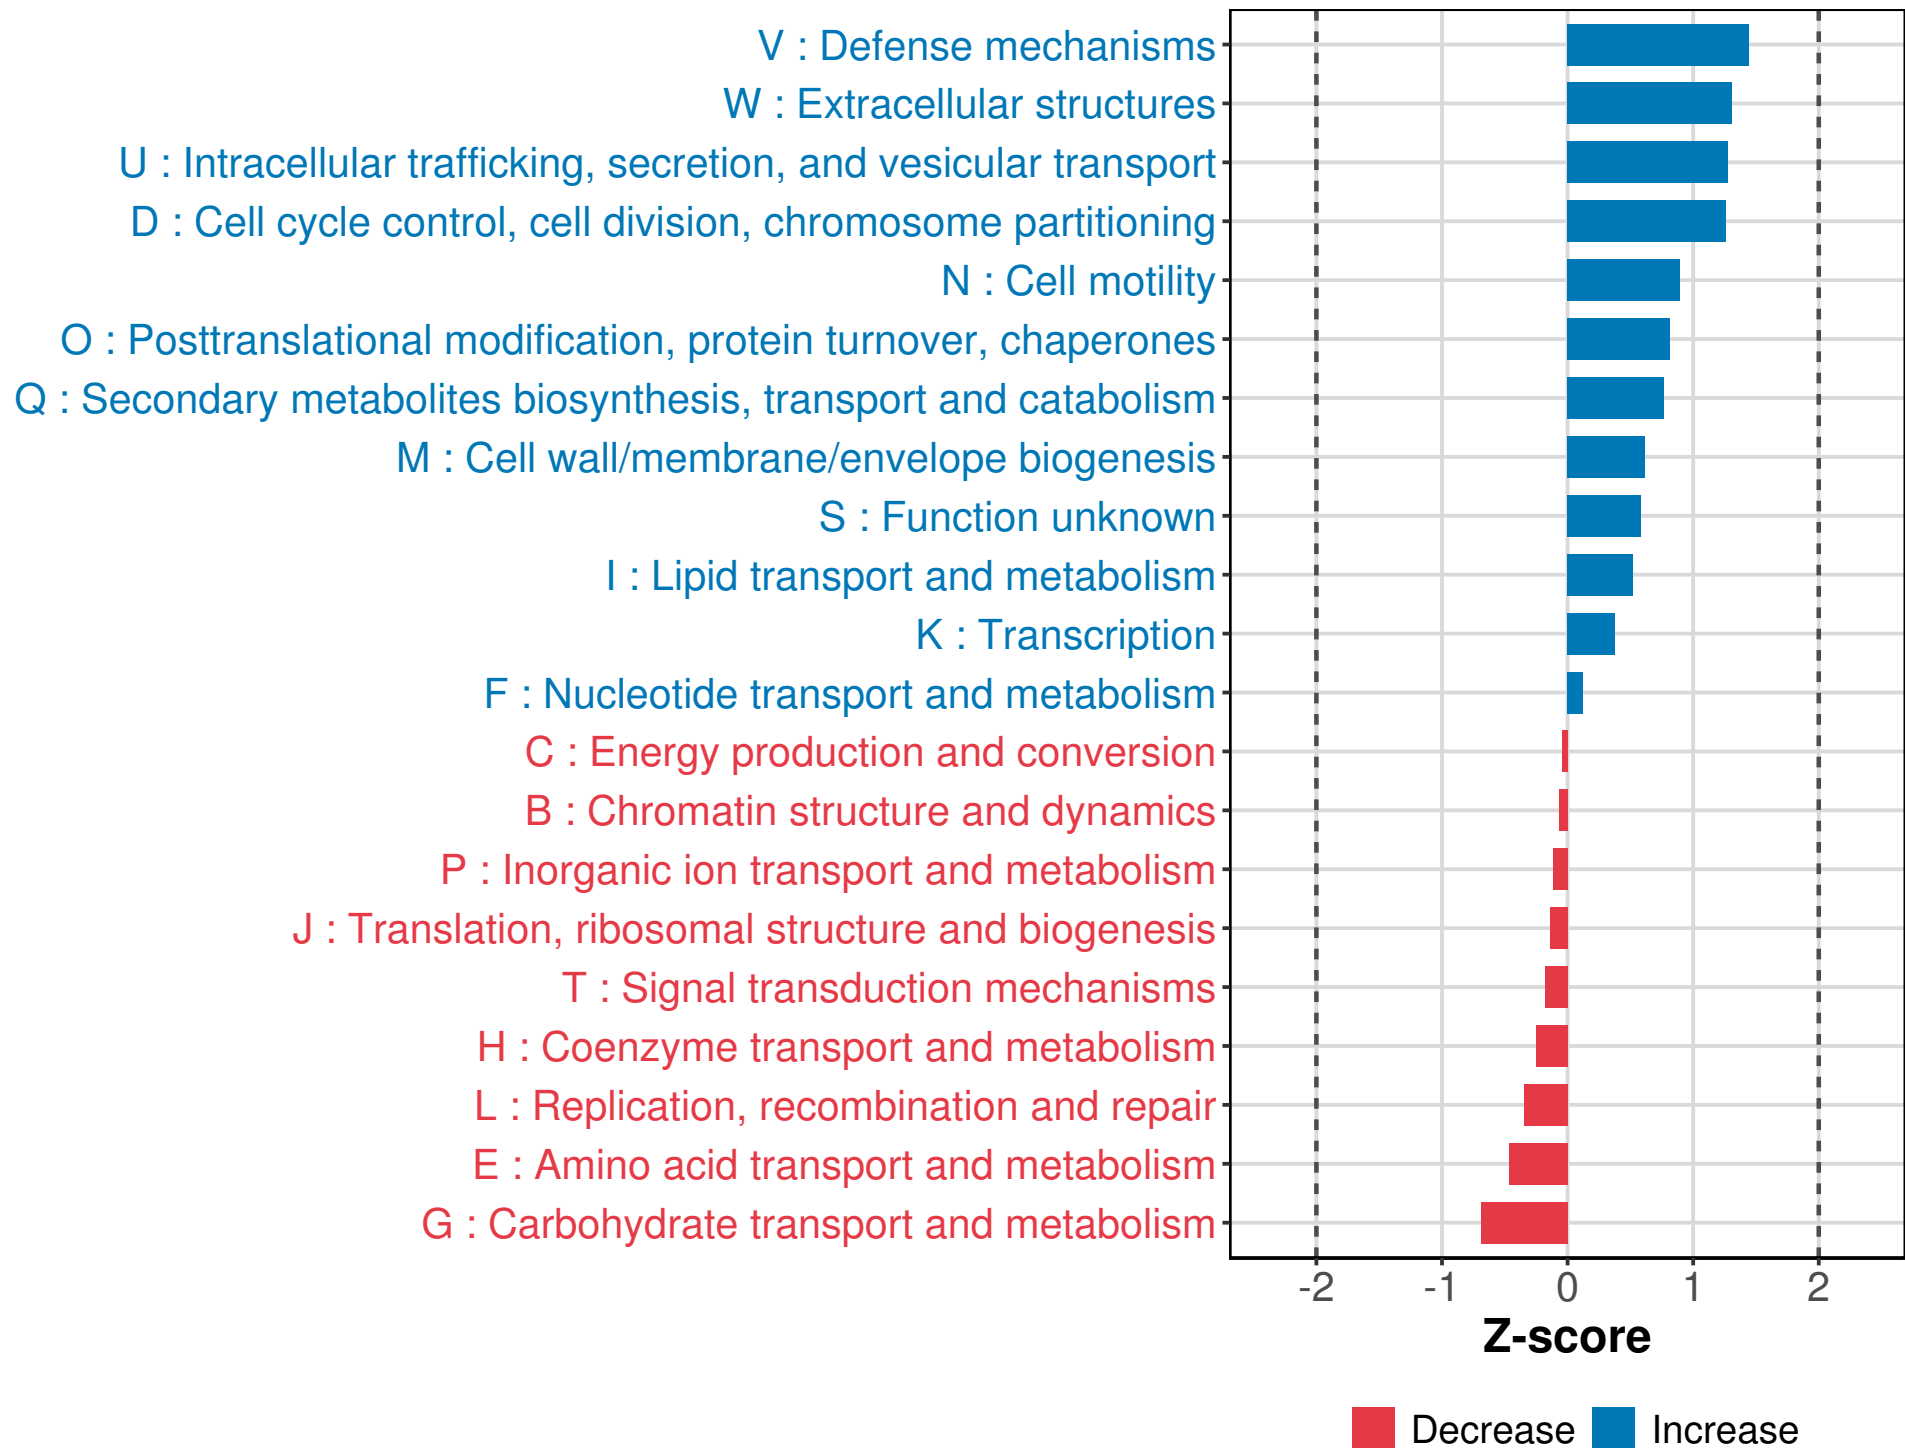 V : Defense mechanisms
W : Extracellular structures
U : Intracellular trafficking, secretion, and vesicular transport
D : Cell cycle control, cell division, chromosome partitioning
N : Cell motility
O : Posttranslational modification, protein turnover, chaperones
Q : Secondary metabolites biosynthesis, transport and catabolism
M : Cell wall/membrane/envelope biogenesis
S : Function unknown
I : Lipid transport and metabolism
K : Transcription
F : Nucleotide transport and metabolism
C : Energy production and conversion
B : Chromatin structure and dynamics
P : Inorganic ion transport and metabolism
J : Translation, ribosomal structure and biogenesis
T : Signal transduction mechanisms
H : Coenzyme transport and metabolism
L : Replication, recombination and repair
E : Amino acid transport and metabolism
G : Carbohydrate transport and metabolism
-2 -1 0 1 2
Z-score
Decrease Increase